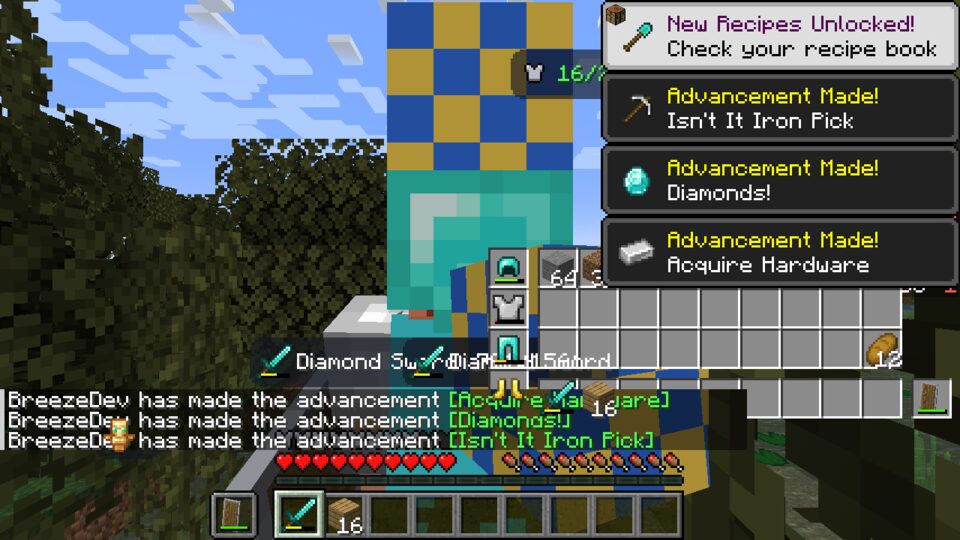 New Recipes Unlocked!
Check your recipe book
16/
Advancement Made!
Isn't It Iron Pick
Advancement Made!
Diamonds!
Advancement Made!
Acquire Hardware
64
12
Diamond
BreezeDev has made the advancement [Acquire Hardware]
16
BreezeDev has made the advancement [Diamonds!]
BreezeDev has made the advancement [Isn't It Iron Pick]
16